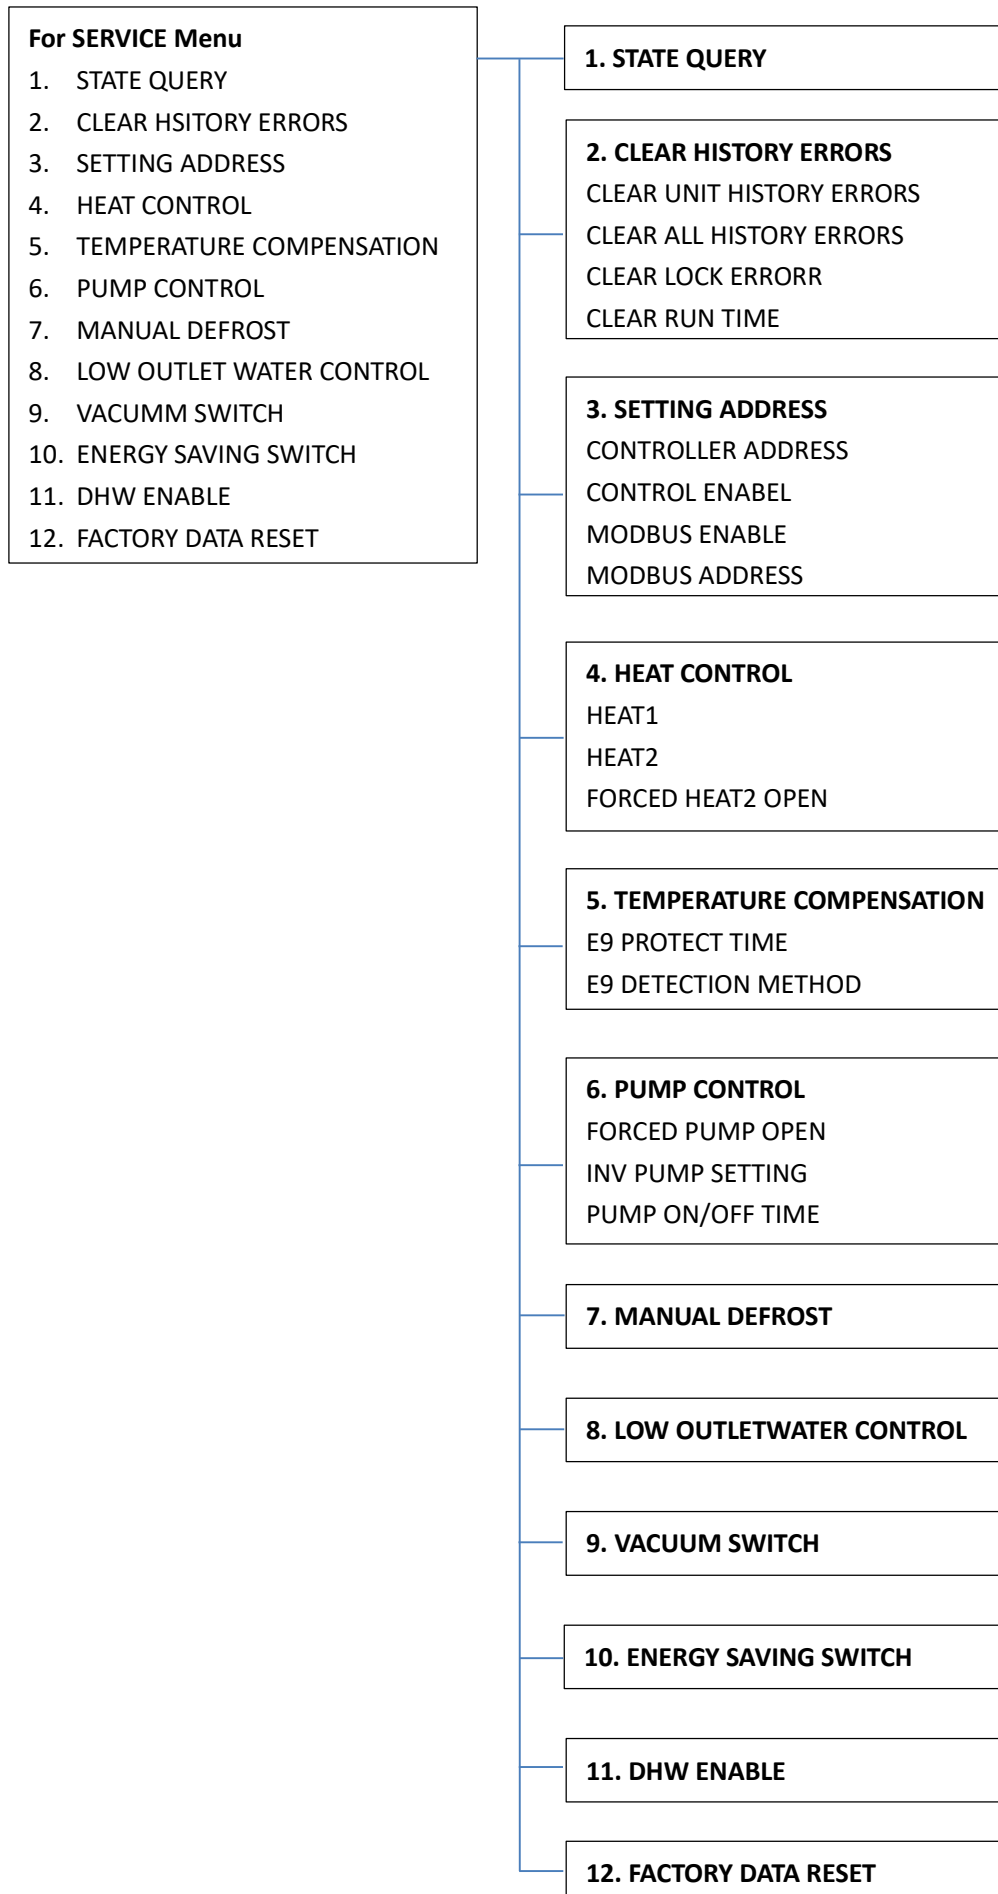 For SERVICE Menu
1. STATE QUERY
2. CLEAR HSITORY ERRORS
3. SETTING ADDRESS
4. HEAT CONTROL
5. TEMPERATURE COMPENSATION
6. PUMP CONTROL
7. MANUAL DEFROST
8. LOW OUTLET WATER CONTROL
9. VACUMM SWITCH
10. ENERGY SAVING SWITCH
11. DHW ENABLE
12. FACTORY DATA RESET
1. STATE QUERY
2. CLEAR HISTORY ERRORS
CLEAR UNIT HISTORY ERRORS
CLEAR ALL HISTORY ERRORS
CLEAR LOCK ERRORR
CLEAR RUN TIME
3. SETTING ADDRESS
CONTROLLER ADDRESS
CONTROL ENABEL
MODBUS ENABLE
MODBUS ADDRESS
4. HEAT CONTROL
HEAT1
HEAT2
FORCED HEAT2 OPEN
5. TEMPERATURE COMPENSATION
E9 PROTECT TIME
E9 DETECTION METHOD
6. PUMP CONTROL
FORCED PUMP OPEN
INV PUMP SETTING
PUMP ON/OFF TIME
7. MANUAL DEFROST
8. LOW OUTLETWATER CONTROL
9. VACUUM SWITCH
10. ENERGY SAVING SWITCH
11. DHW ENABLE
12. FACTORY DATA RESET